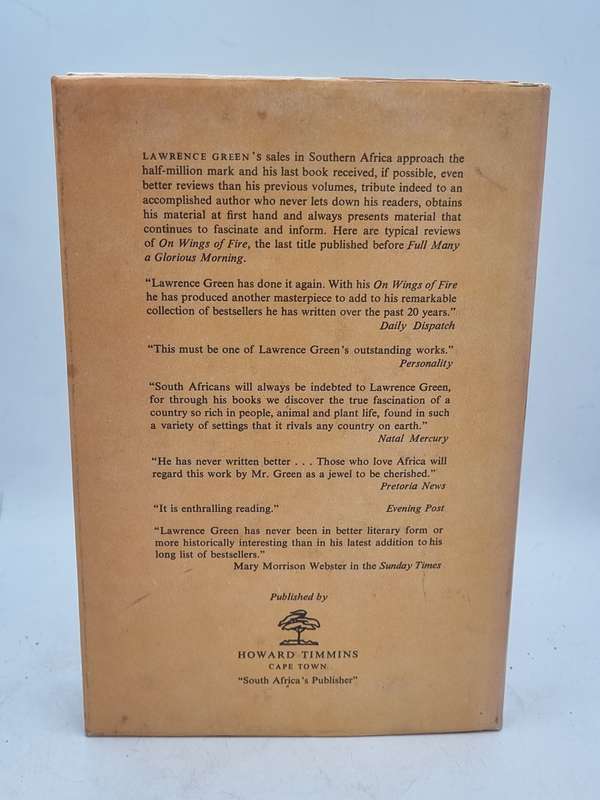 LAWRENCE GREEN'S sales in Southern Africa approach the
half-million mark and his last book received, if possible, even
better reviews than his previous volumes, tribute indeed to an
accomplished author who never lets down his readers, obtains
his material at first hand and always presents material that
continues to fascinate and inform. Here are typical reviews
of On Wings of Fire, the last title published before Full Many
a Glorious Morning.
"Lawrence Green has done it again. With his On Wings of Fire
he has produced another masterpiece to add to his remarkable
collection of bestsellers he has written over the past 20 years."
Daily Dispatch
"This must be one of Lawrence Green's outstanding works."
Personality
"South Africans will always be indebted to Lawrence Green,
for through his books we discover the true fascination of a
country so rich in people, animal and plant life, found in such
a variety of settings that it rivals any country on earth."
Natal Mercury
"He has never written better . . . Those who love Africa will
regard this work by Mr. Green as a jewel to be cherished."
Pretoria News
"It is enthralling reading." Evening Post
"Lawrence Green has never been in better literary form or
more historically interesting than in his latest addition to his
long list of bestsellers."
Mary Morrison Webster in the Sunday Times
Published by
HOWARD TIMMINS
CAPE TOWN
"South Africa's Publisher"